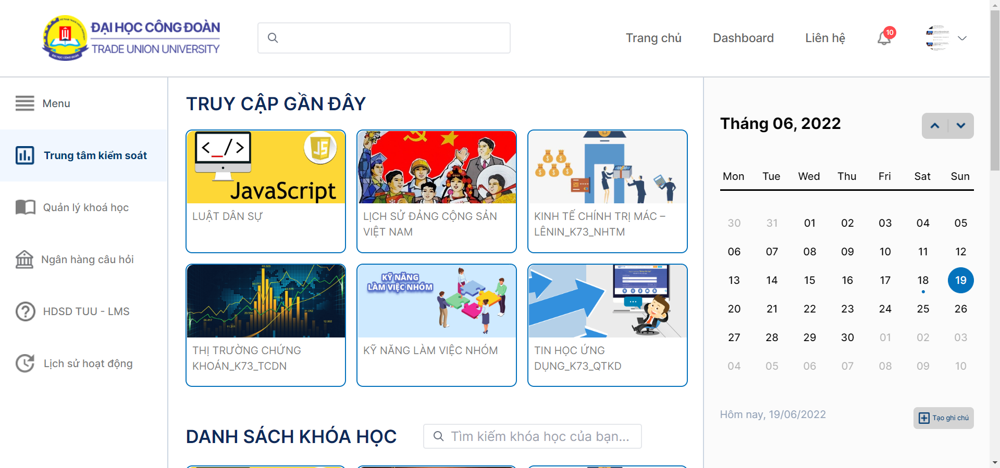 ĐẠI HỌC CÔNG ĐOÀN
TRADE UNION UNIVERSITY
Trang chủ
Dashboard
Liên hệ
10
Menu
Trung tâm kiểm soát
Quản lý khoá học
Ngân hàng câu hỏi
HDSD TUU - LMS
Lịch sử hoạt động
TRUY CẬP GẦN ĐÂY
<_/>
JS
JavaScript
LUẬT DÂN SỰ
LỊCH SỬ ĐẢNG CỘNG SẢN
VIỆT NAM
KINH TẾ CHÍNH TRỊ MÁC –
LÊNIN_K73_NHTM
THỊ TRƯỜNG CHỨNG
KHOÁN_K73_TCDN
KỸ NĂNG
LÀM VIỆC NHÓM
KỸ NĂNG LÀM VIỆC NHÓM
TIN HỌC ỨNG
DỤNG_K73_QTKD
DANH SÁCH KHÓA HỌC
Tìm kiếm khóa học của bạn...
Tháng 06, 2022
Mon Tue Wed Thu Fri Sat Sun
30 31 01 02 03 04 05
06 07 08 09 10 11 12
13 14 15 16 17 18 19
20 21 22 23 24 25 26
27 28 29 30 01 02 03
04 05 06 07 08 09 10
Hôm nay, 19/06/2022
Tạo ghi chú